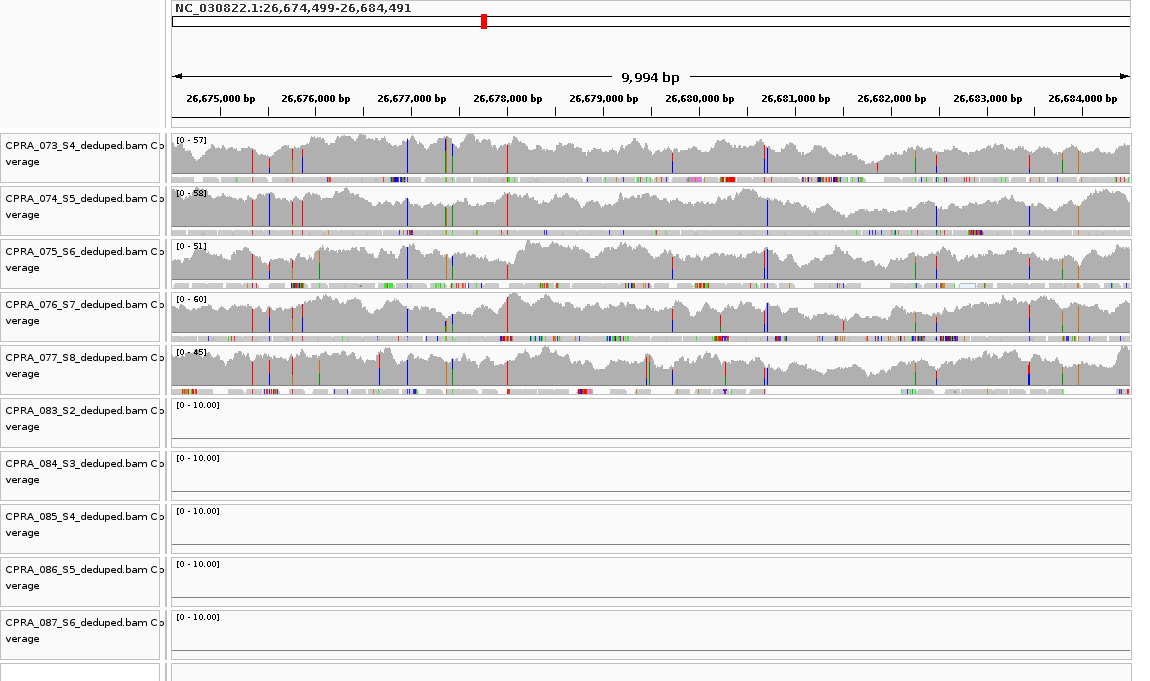 NC_030822.1:26,674,499-26,684,491
9,994 bp
26,675,000 bp 26,676,000 bp 26,677,000 bp 26,678,000 bp 26,679,000 bp 26,680,000 bp 26,681,000 bp 26,682,000 bp 26,683,000 bp 26,684,000 bp
CPRA_073_S4_deduped.bam Co
verage
[0 - 57]
CPRA_074_S5_deduped.bam Co
verage
[0 - 58]
CPRA_075_S6_deduped.bam Co
verage
[0 - 51]
CPRA_076_S7_deduped.bam Co
verage
[0 - 60]
CPRA_077_S8_deduped.bam Co
verage
[0 - 45]
CPRA_083_S2_deduped.bam Co
verage
[0 - 10.00]
CPRA_084_S3_deduped.bam Co
verage
[0 - 10.00]
CPRA_085_S4_deduped.bam Co
verage
[0 - 10.00]
CPRA_086_S5_deduped.bam Co
verage
[0 - 10.00]
CPRA_087_S6_deduped.bam Co
verage
[0 - 10.00]